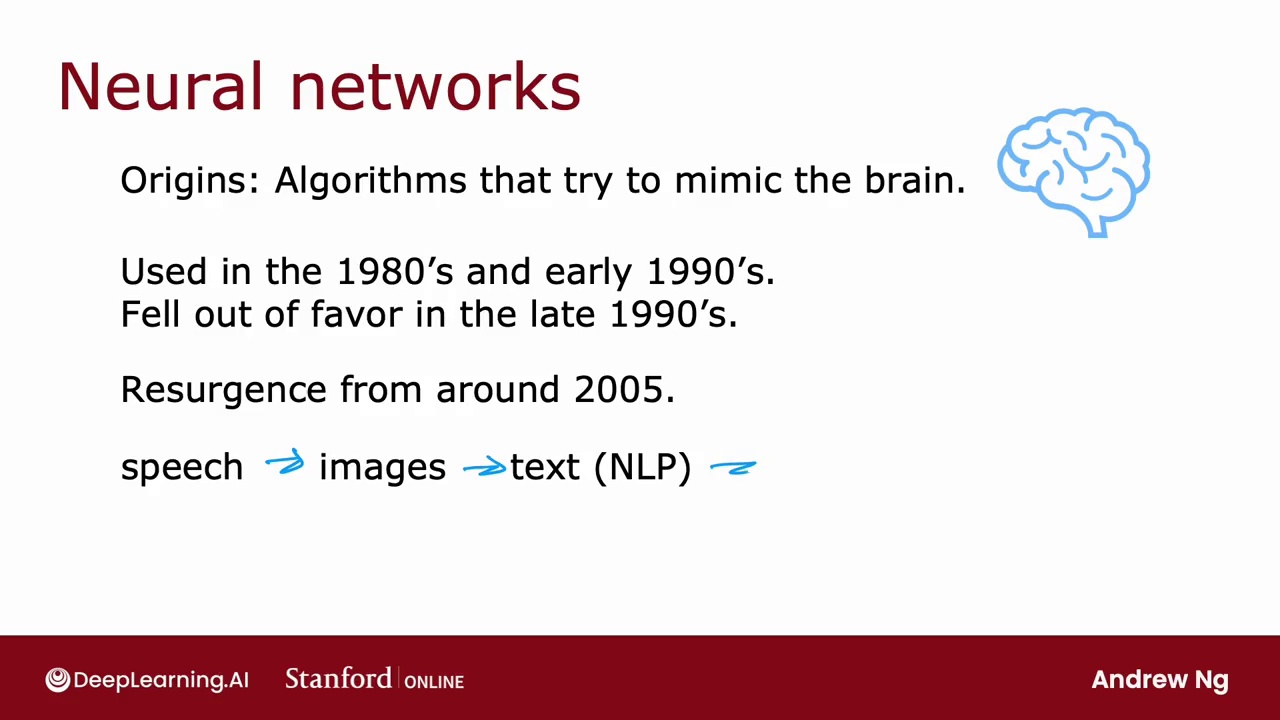 Neural networks
Origins: Algorithms that try to mimic the brain.
Used in the 1980’s and early 1990’s.
Fell out of favor in the late 1990’s.
Resurgence from around 2005.
speech → images → text (NLP)
DeepLearning.AI Stanford | ONLINE Andrew Ng